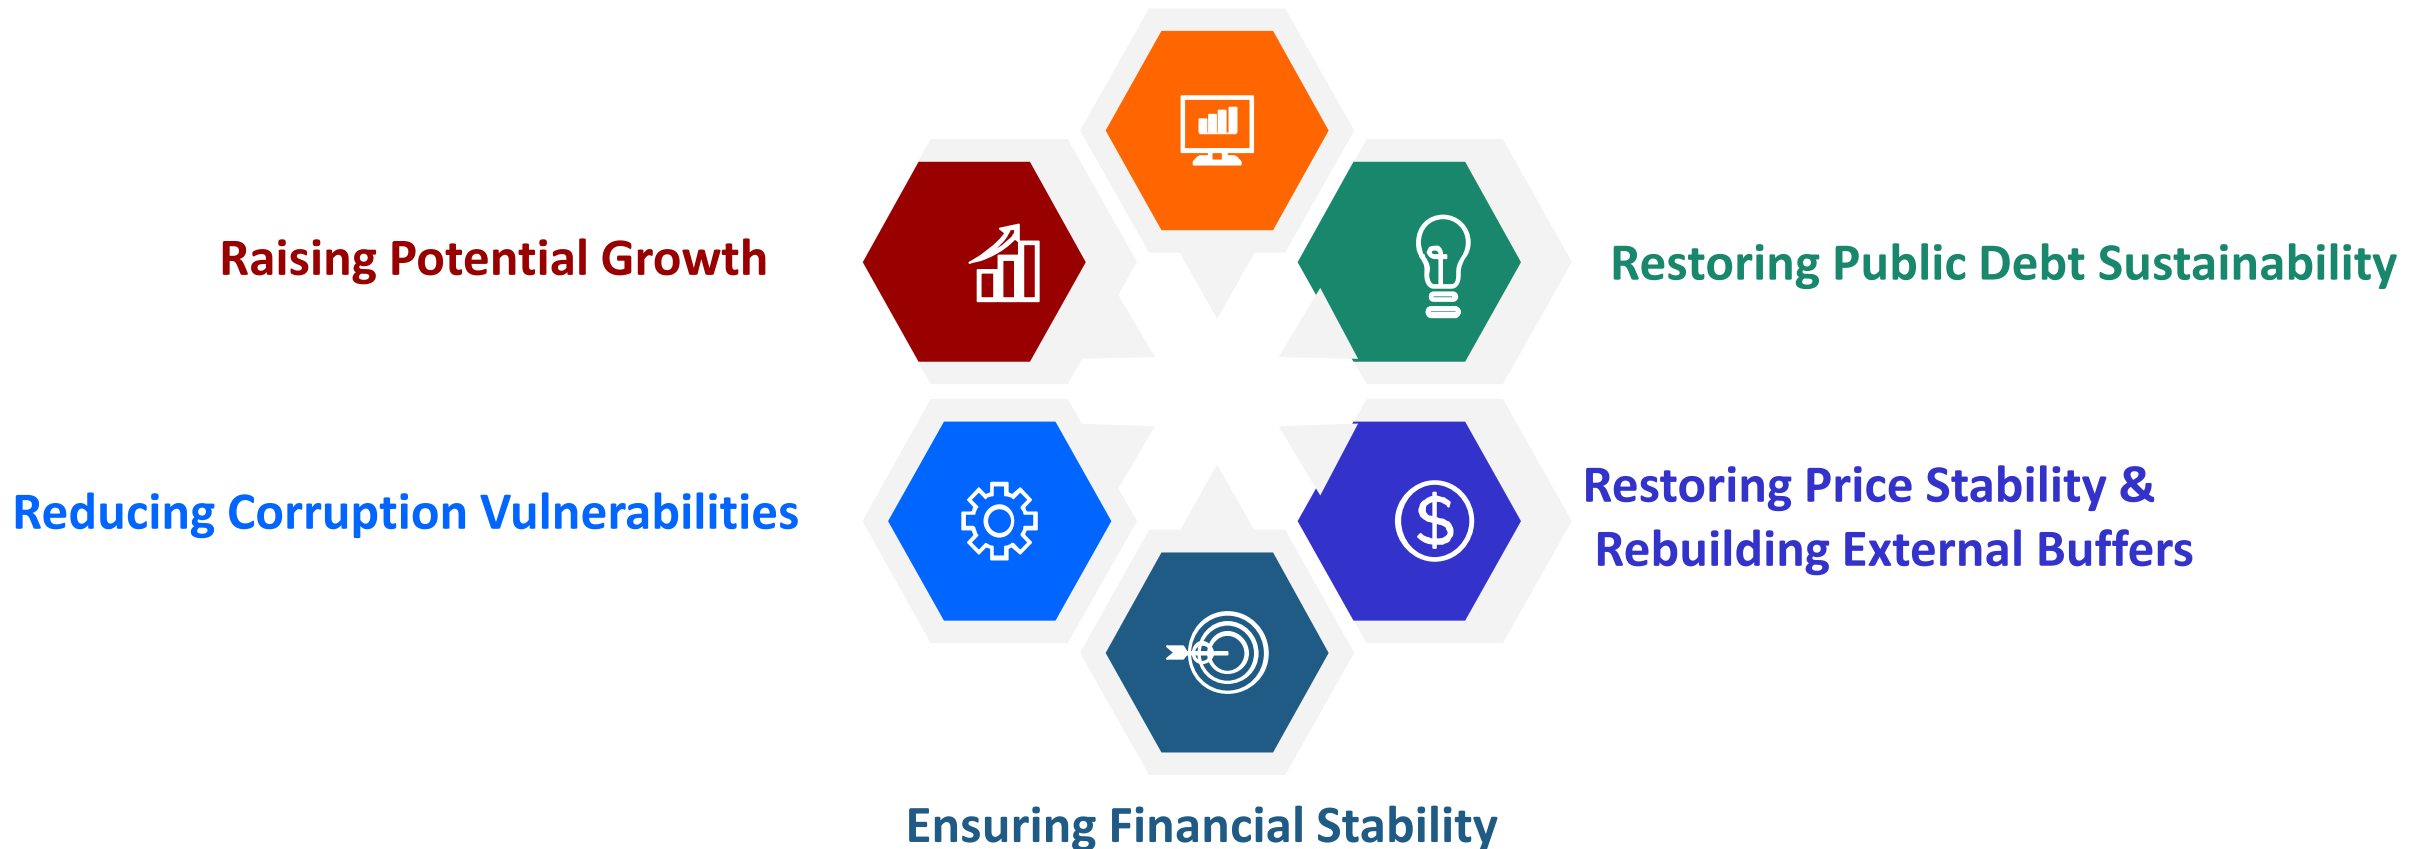 Raising Potential Growth
Restoring Public Debt Sustainability
Reducing Corruption Vulnerabilities
Restoring Price Stability &
Rebuilding External Buffers
Ensuring Financial Stability